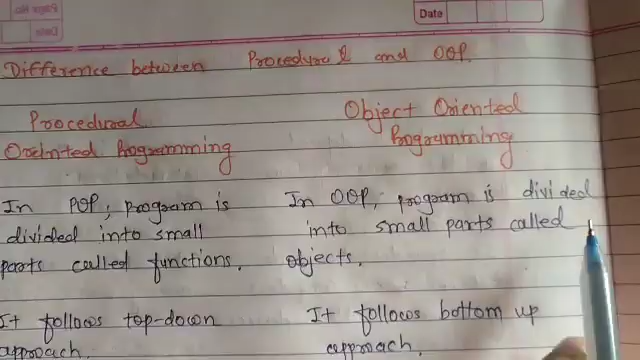 Date
Difference between Procedural and OOP.
Procedural
Oreinted Programming
Object Oriented
Programming
In POP, program is
divided into small
parts called functions.
In OOP, program is divided
into small parts called
objects.
It follows top-down
approach.
It follows bottom up
approach.